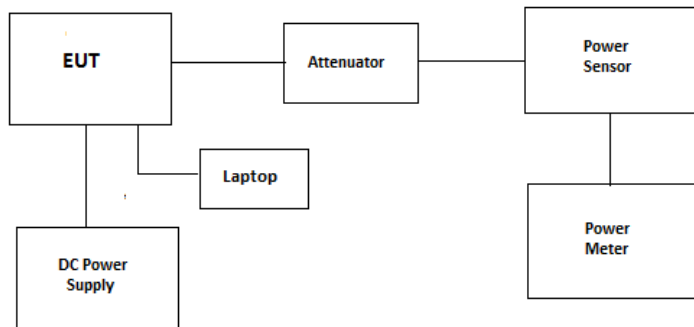 EUT
Attenuator
Power
Sensor
Laptop
Power
Meter
DC Power
Supply